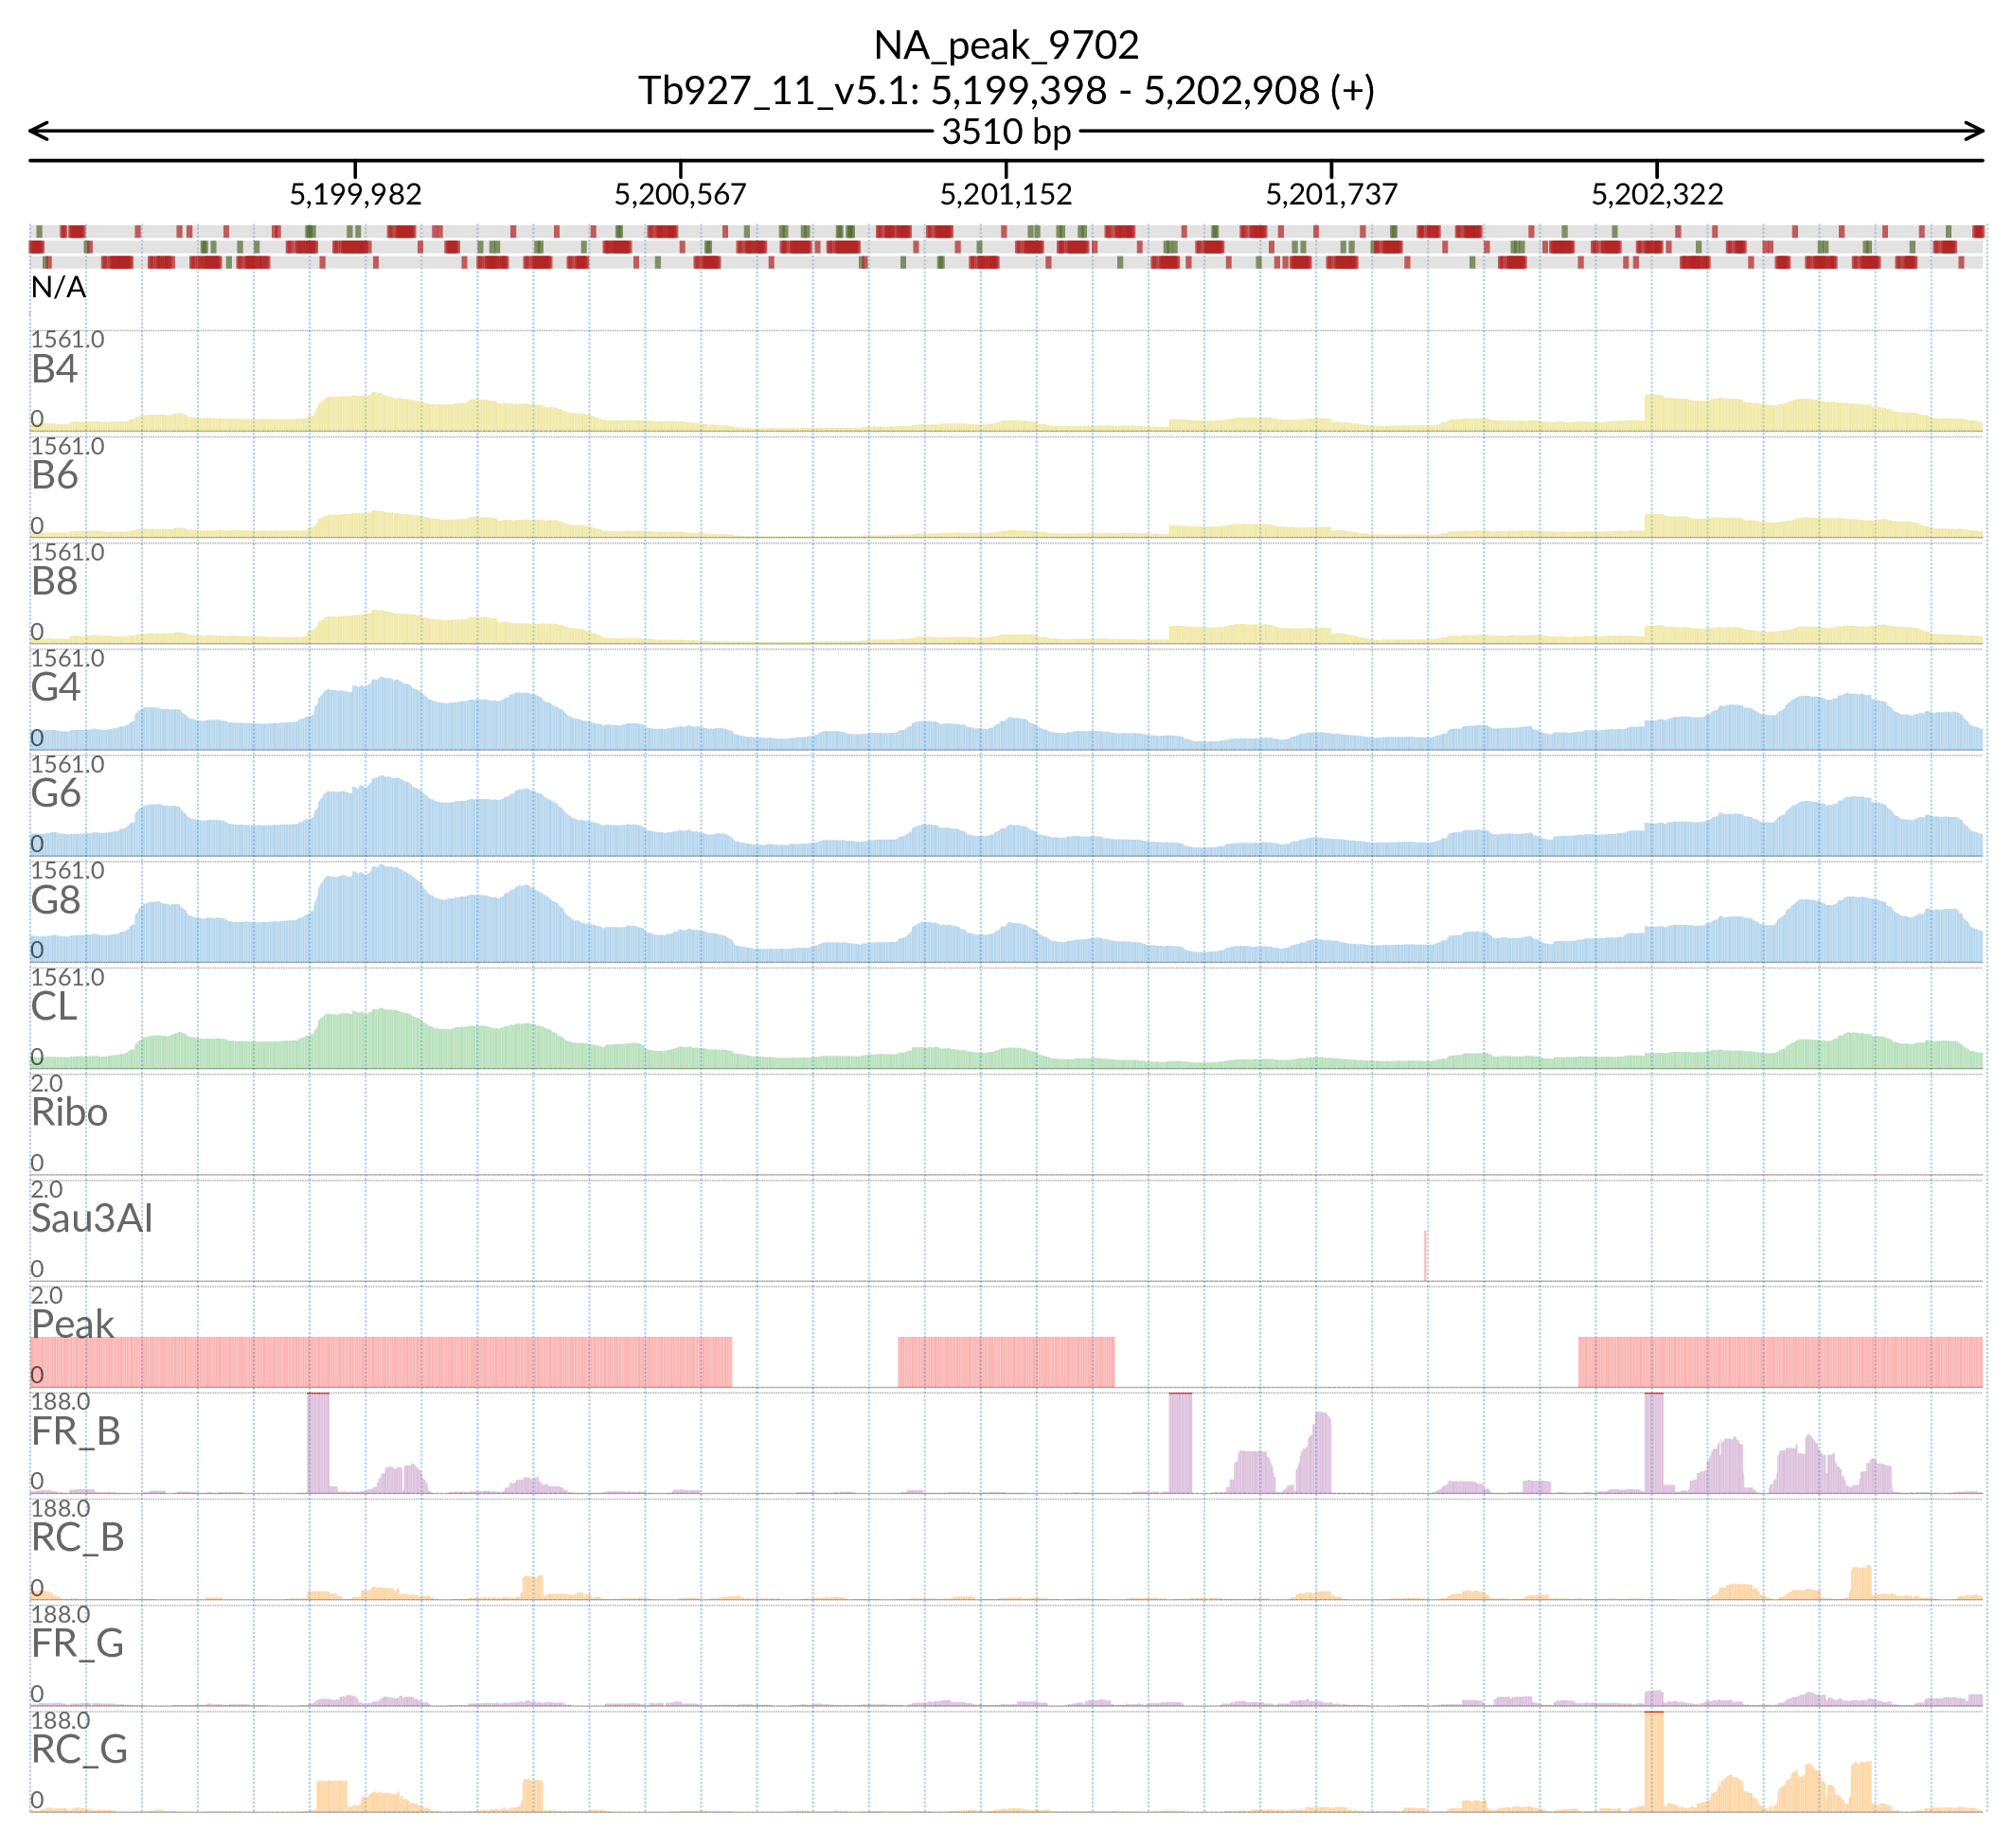 NA_peak_9702
Tb927_11_v5.1: 5,199,398 - 5,202,908 (+)
3510 bp
5,199,982 5,200,567 5,201,152 5,201,737 5,202,322
N/A
1561.0
B4
0
1561.0
B6
0
1561.0
B8
0
1561.0
G4
0
1561.0
G6
0
1561.0
G8
0
1561.0
CL
0
2.0
Ribo
0
2.0
Sau3AI
0
2.0
Peak
0
188.0
FR_B
0
188.0
RC_B
0
188.0
FR_G
0
188.0
RC_G
0